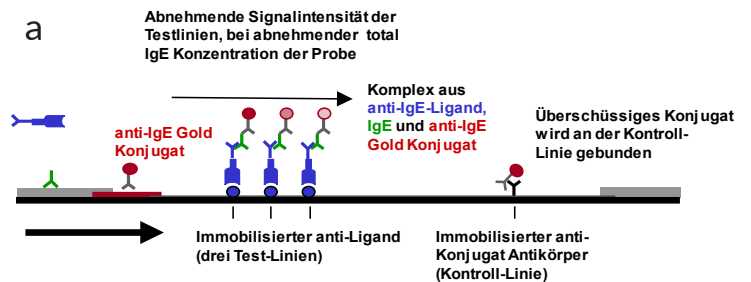 a
Abnehmende Signalintensität der
Testlinien, bei abnehmender total
IgE Konzentration der Probe
anti-IgE Gold
Konjugat
Komplex aus
anti-IgE-Ligand,
IgE und anti-IgE
Gold Konjugat
Überschüssiges Konjugat
wird an der Kontroll-
Linie gebunden
Immobilisierter anti-Ligand
(drei Test-Linien)
Immobilisierter anti-
Konjugat Antikörper
(Kontroll-Linie)